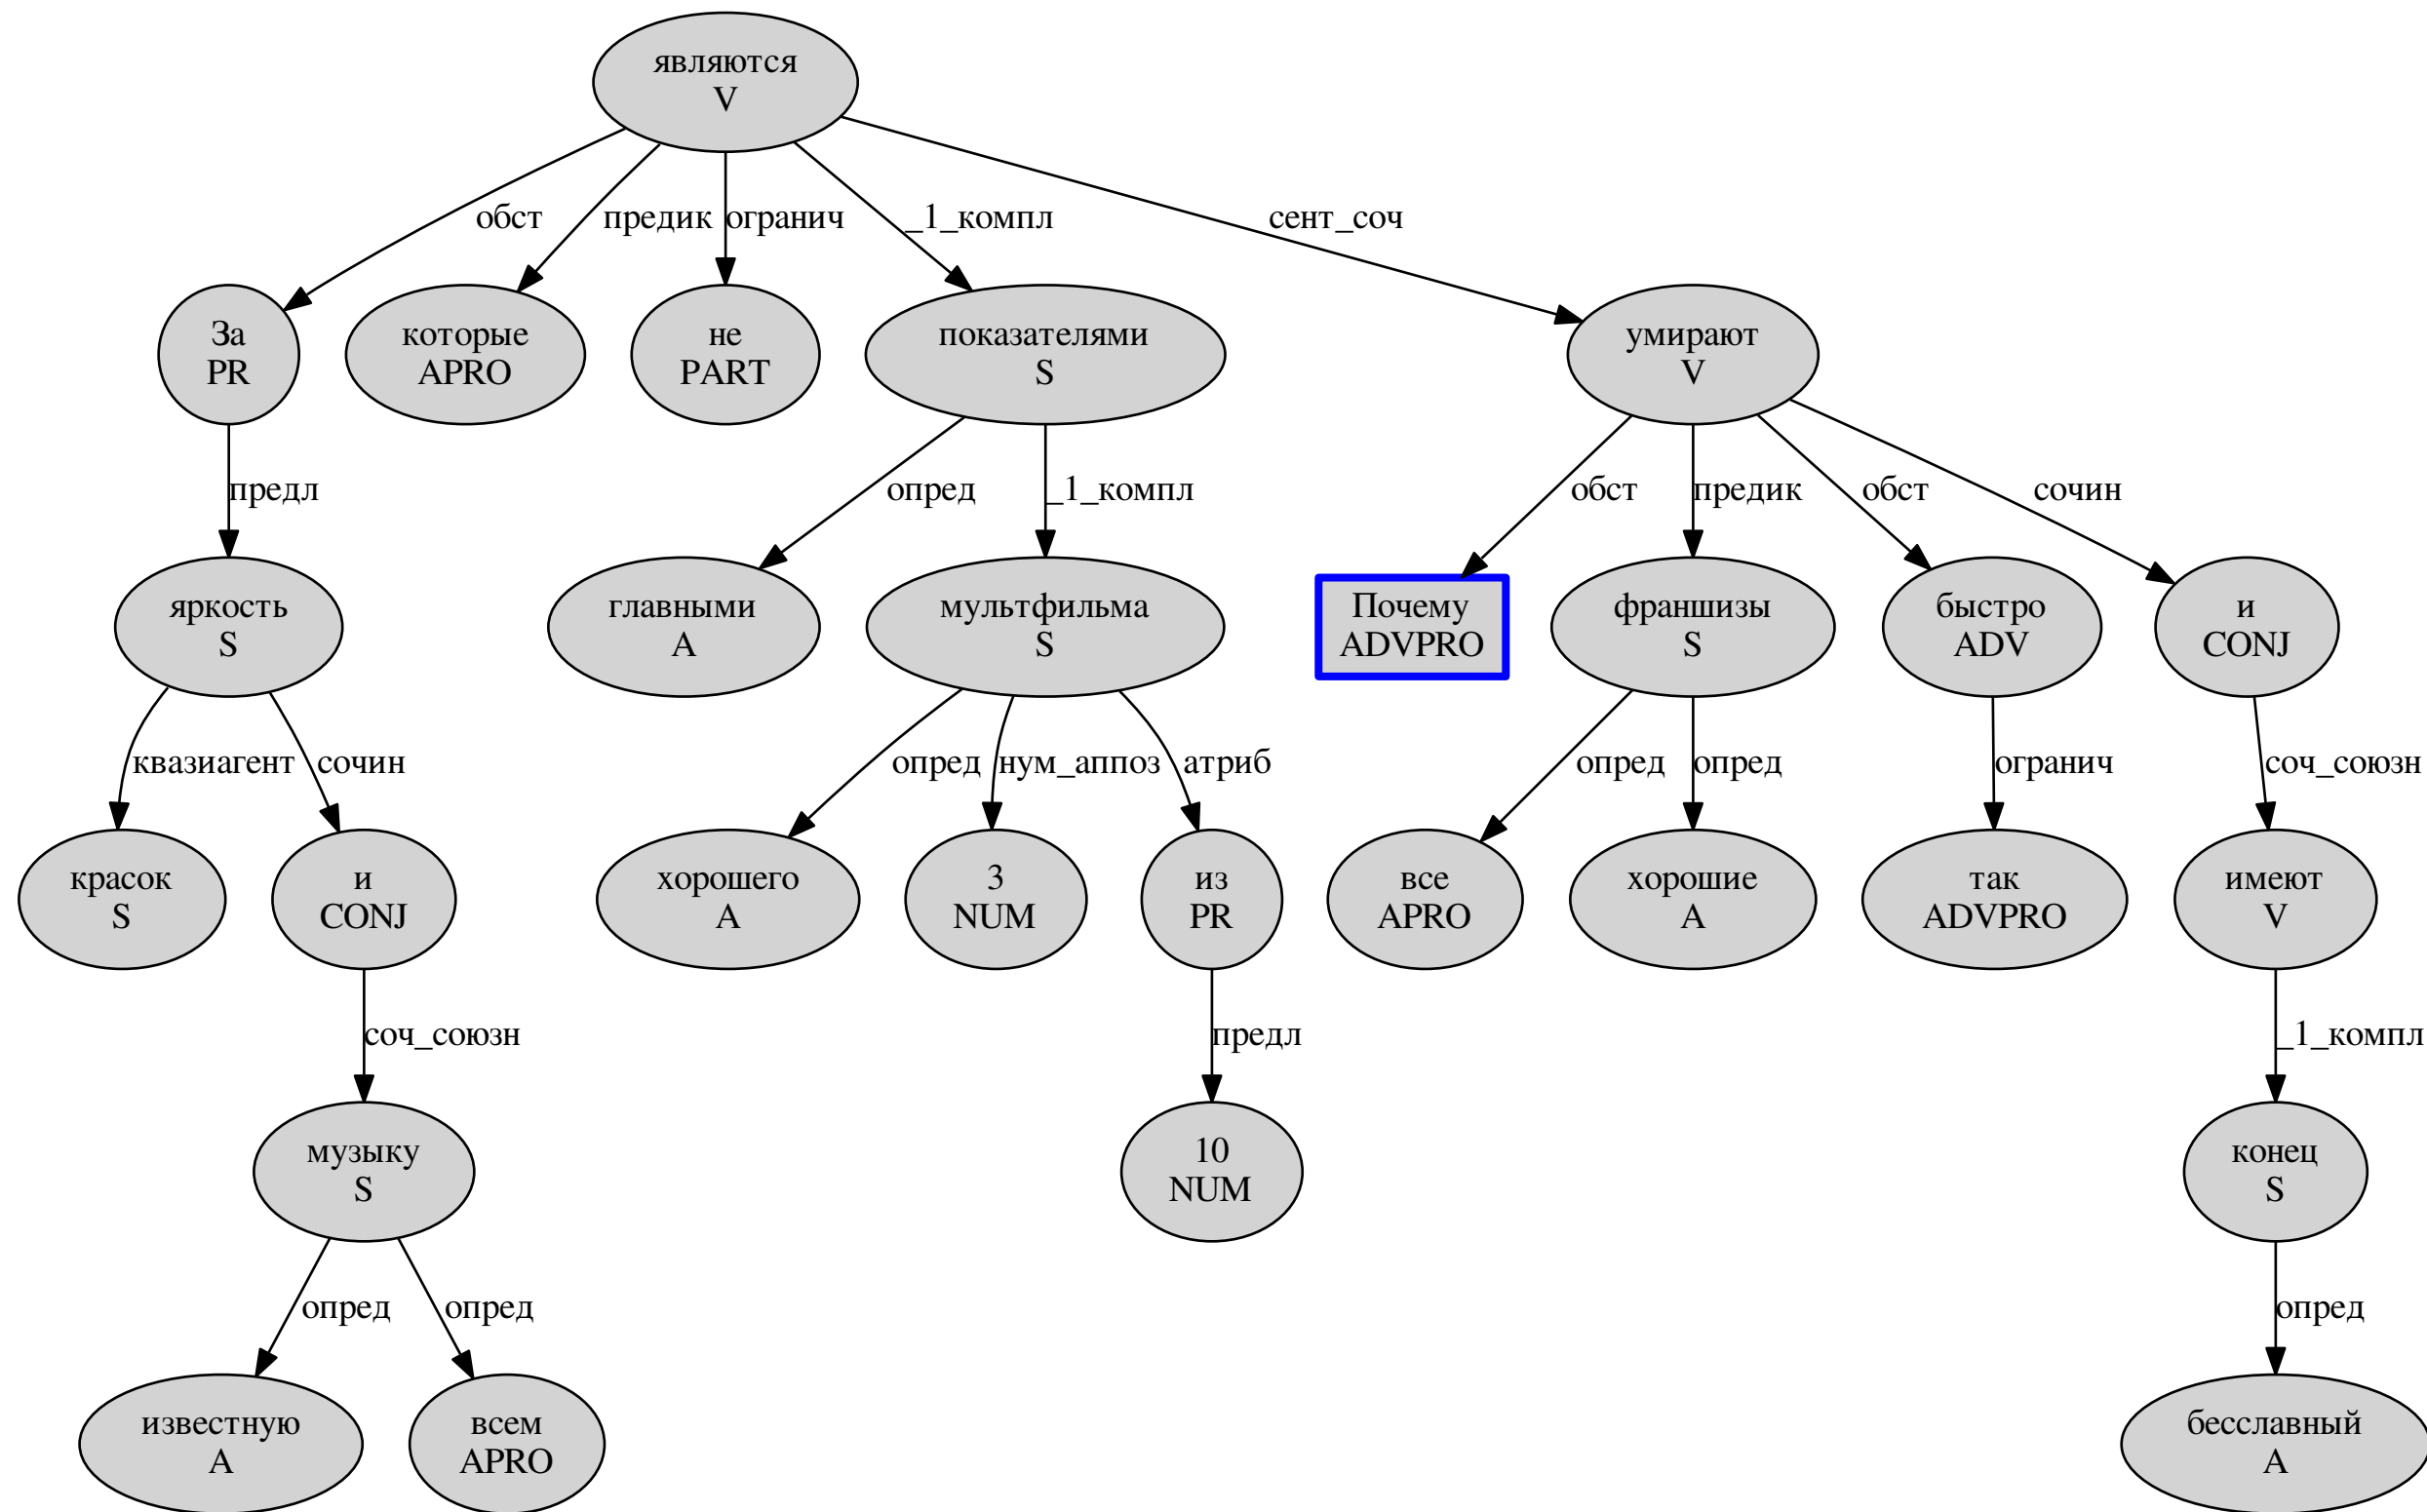 являются
V
обст
предик
огранич
_1_компл
сент_соч
За
PR
которые
APRO
не
PART
показателями
S
умирают
V
предл
опред
_1_компл
обст
предик
обст
сочин
яркость
S
главными
A
мультфильма
S
Почему
ADVPRO
франшизы
S
быстро
ADV
и
CONJ
квазиагент
сочин
опред
нум_аппоз
атриб
опред
опред
огранич
соч_союзн
красок
S
и
CONJ
хорошего
A
3
NUM
из
PR
все
APRO
хорошие
A
так
ADVPRO
имеют
V
соч_союзн
предл
_1_компл
музыку
S
10
NUM
конец
S
опред
опред
опред
известную
A
всем
APRO
бесславный
A